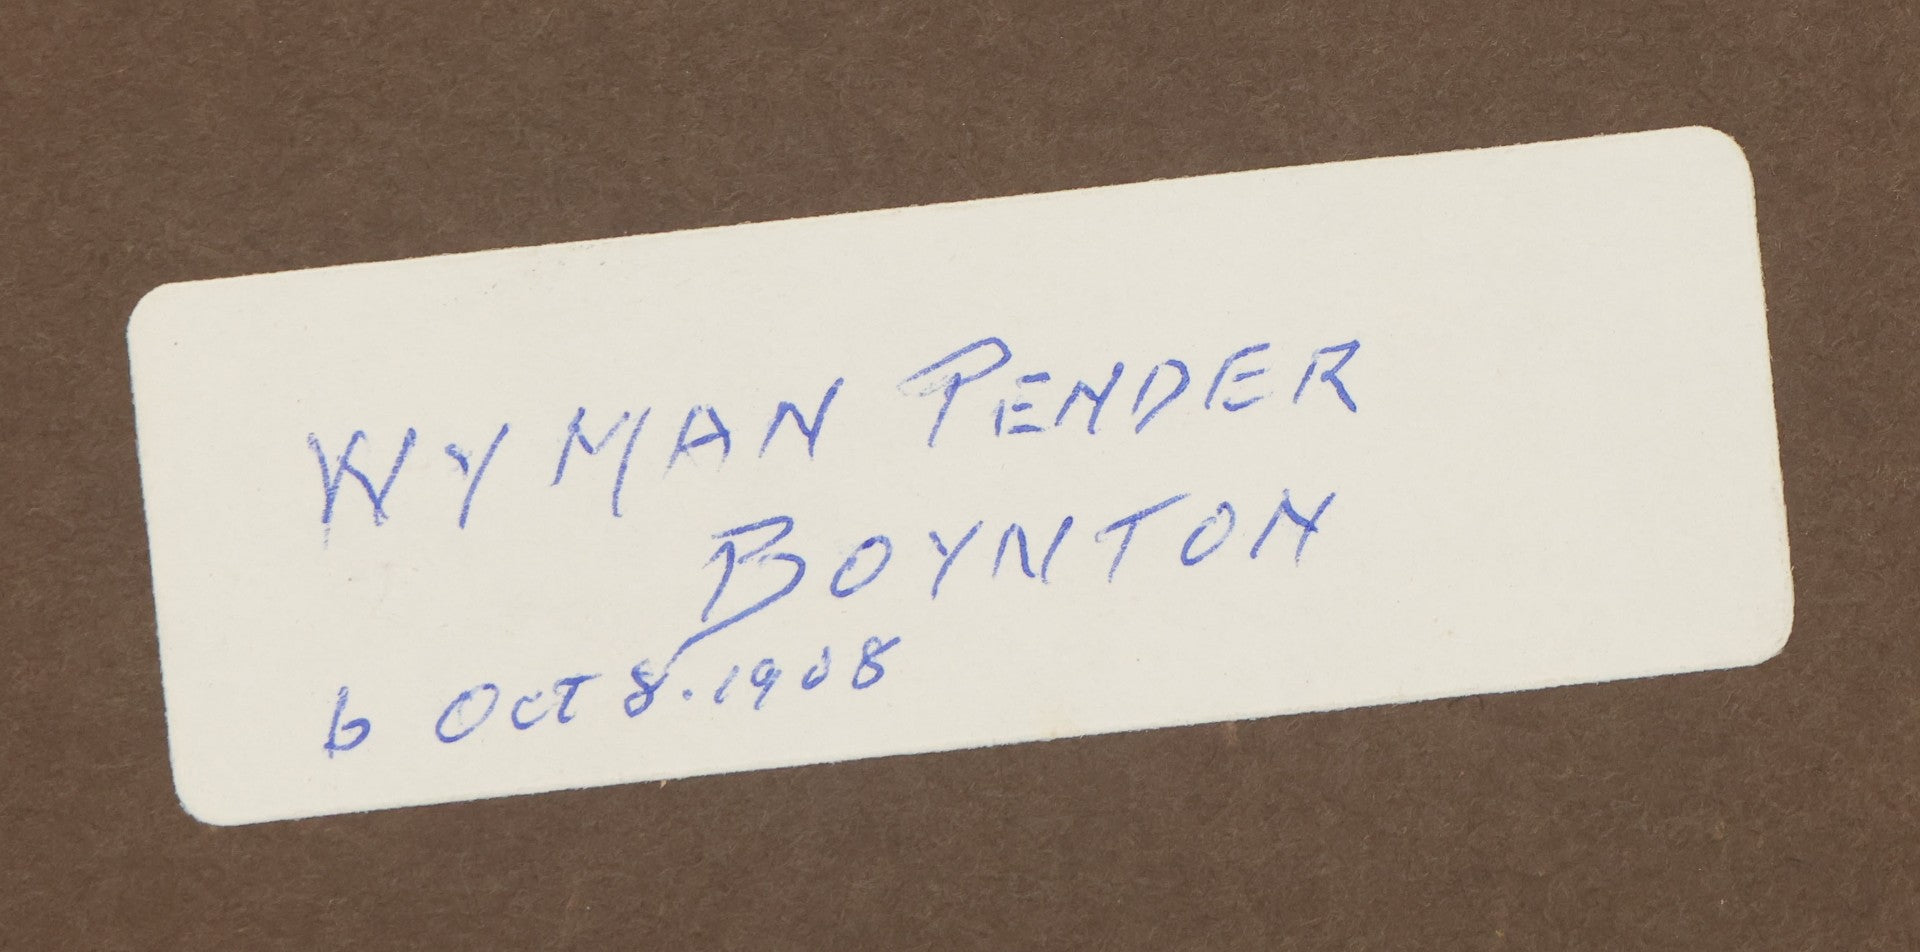 WYMAN PENDER
BOYNTON
b Oct 8.1908